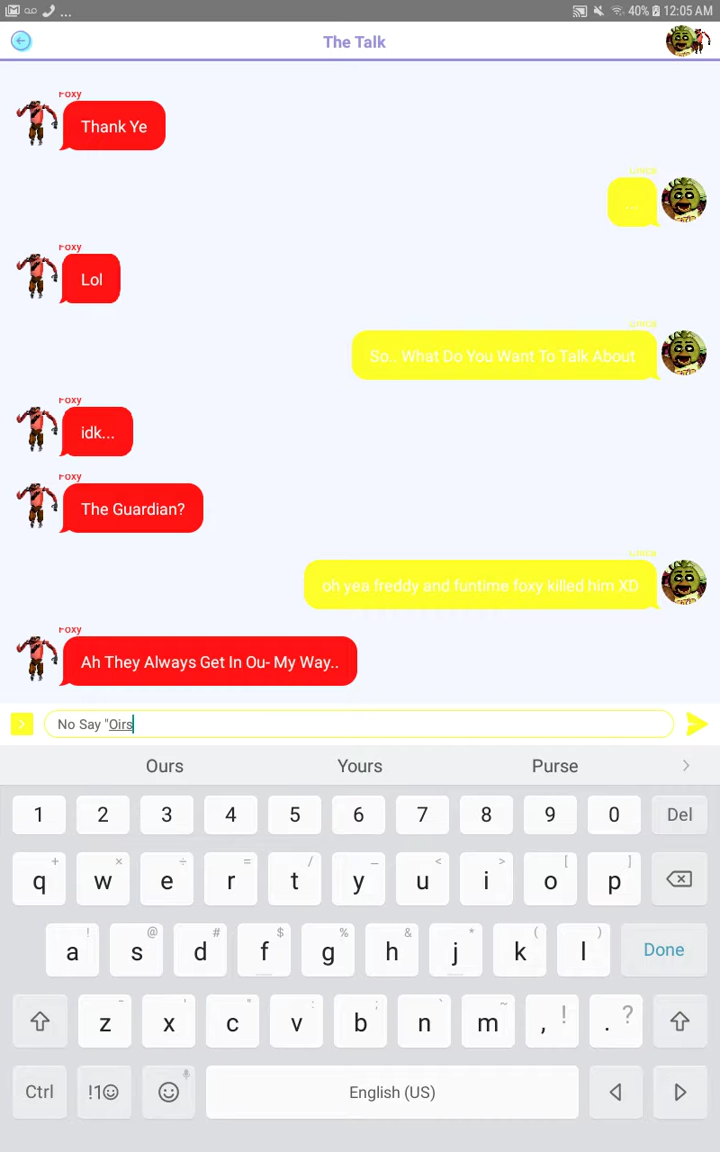 ... 40% 12:05 AM
The Talk
Foxy
Thank Ye
...
Foxy
Lol
So.. What Do You Want To Talk About
Foxy
idk...
Foxy
The Guardian?
oh yea freddy and funtime foxy killed him XD
Foxy
Ah They Always Get In Ou- My Way..
No Say "Oirs
Ours Yours Purse
1 2 3 4 5 6 7 8 9 0 Del
+ × ÷ = / _ < > [ ]
q w e r t y u i o p
! @ # $ % & * ( )
a s d f g h j k l Done
- ' " : ; ` ~ ! ?
z x c v b n m , .
Ctrl !1☺ English (US)